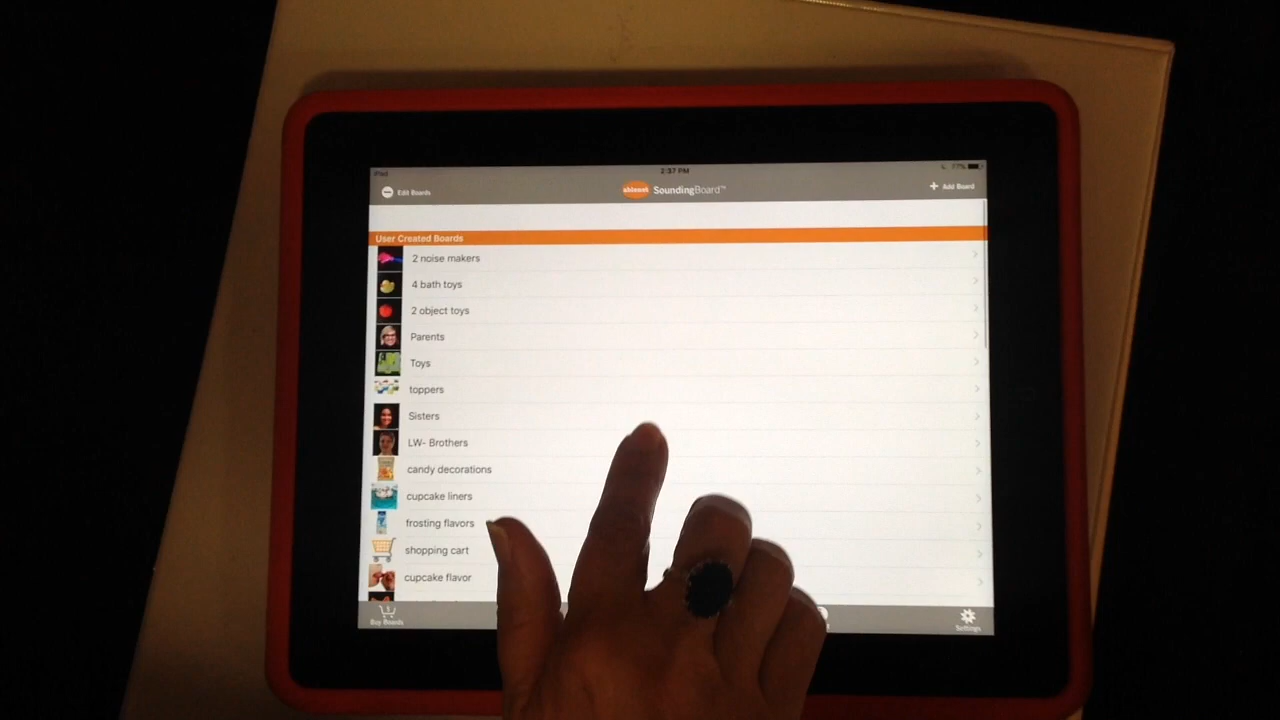 iPad
2:37 PM
77%
Edit Boards
ablenet SoundingBoard™
+ Add Board
User Created Boards
2 noise makers
4 bath toys
2 object toys
Parents
Toys
toppers
Sisters
LW- Brothers
candy decorations
cupcake liners
frosting flavors
shopping cart
cupcake flavor
Buy Boards
Settings